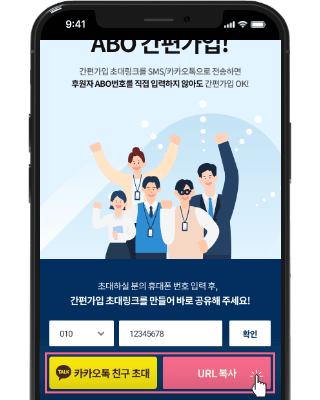 9:41
ABO 간편가입!
간편가입 초대링크를 SMS/카카오톡으로 전송하면
후원자 ABO번호를 직접 입력하지 않아도 간편가입 OK!
초대하실 분의 휴대폰 번호 입력 후,
간편가입 초대링크를 만들어 바로 공유해 주세요!
010 12345678 확인
TALK 카카오톡 친구 초대 URL 복사